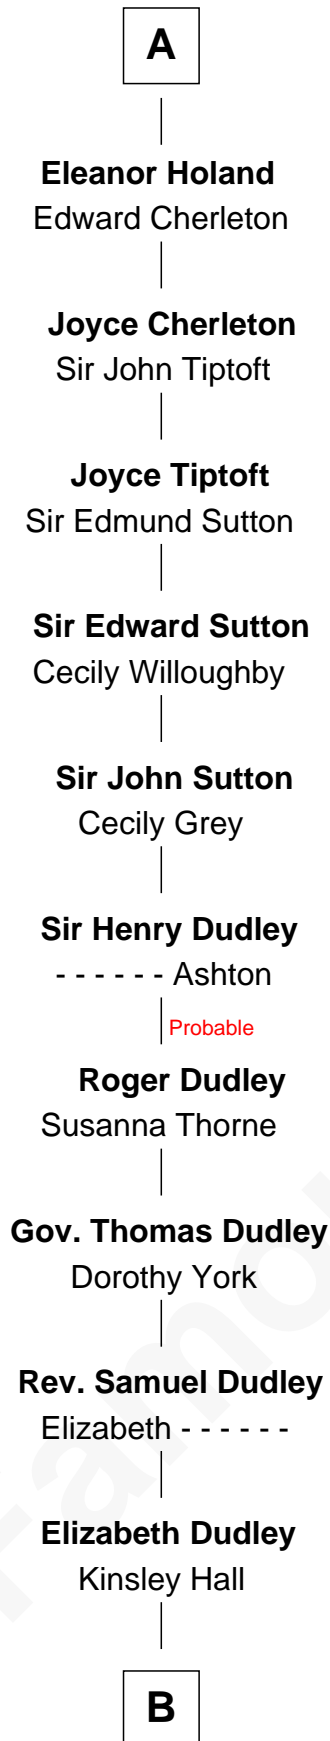 A
Eleanor Holand
Edward Cherleton
Joyce Cherleton
Sir John Tiptoft
Joyce Tiptoft
Sir Edmund Sutton
Sir Edward Sutton
Cecily Willoughby
Sir John Sutton
Cecily Grey
Sir Henry Dudley
- - - - - - Ashton
Probable
Roger Dudley
Susanna Thorne
Gov. Thomas Dudley
Dorothy York
Rev. Samuel Dudley
Elizabeth - - - - - -
Elizabeth Dudley
Kinsley Hall
B